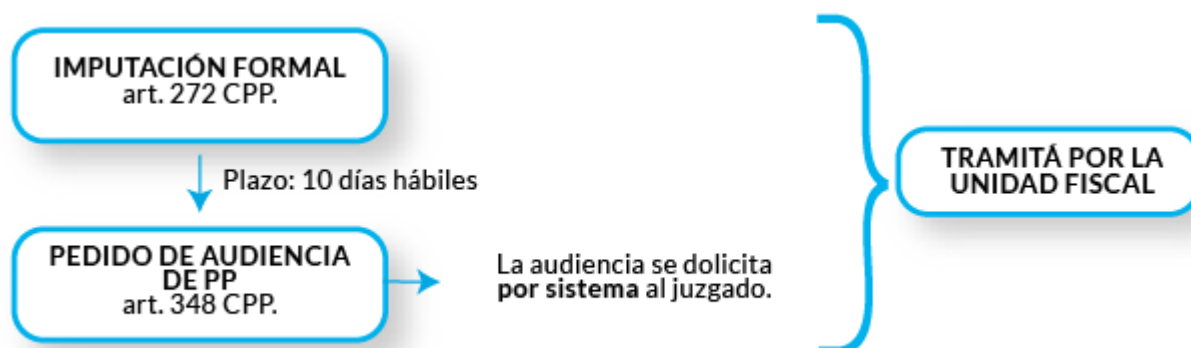 IMPUTACIÓN FORMAL
art. 272 CPP.
Plazo: 10 días hábiles
PEDIDO DE AUDIENCIA
DE PP
art. 348 CPP.
La audiencia se dolicita
por sistema al juzgado.
TRAMITÁ POR LA
UNIDAD FISCAL